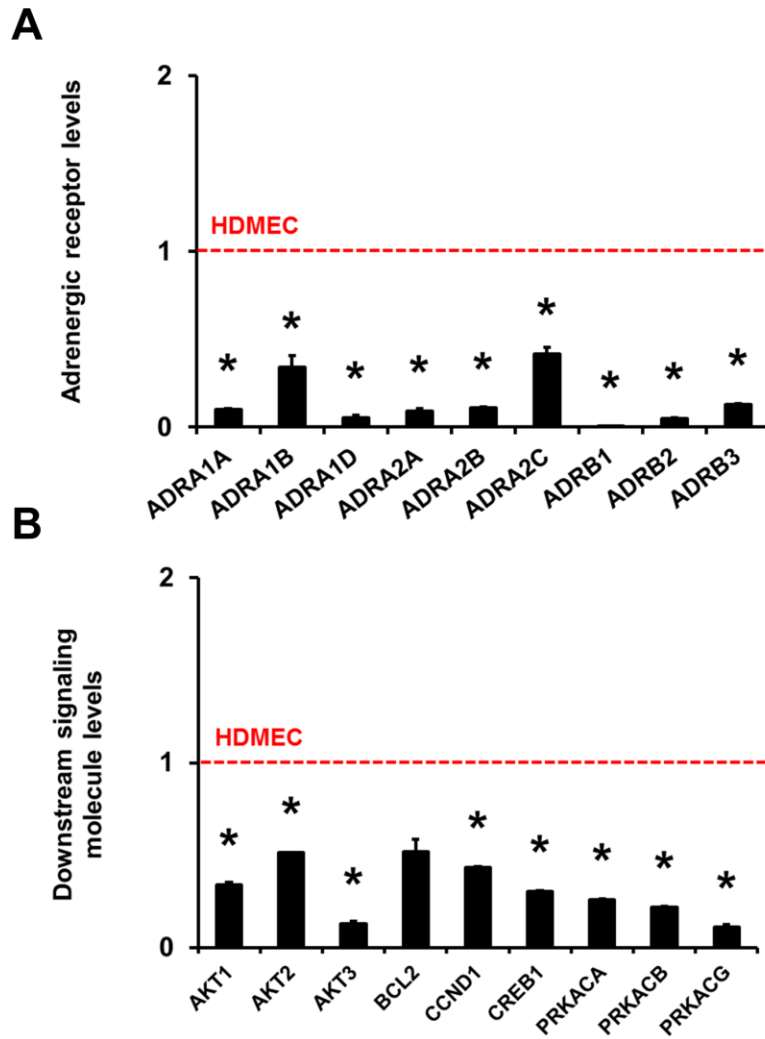 A
Adrenergic receptor levels
2
1
0
HDMEC
* * * * * * * * *
ADRA1A ADRA1B ADRA1D ADRA2A ADRA2B ADRA2C ADRB1 ADRB2 ADRB3
B
Downstream signaling
molecule levels
2
1
0
HDMEC
* * * * * * * *
AKT1 AKT2 AKT3 BCL2 CCND1 CREB1 PRKACA PRKACB PRKACG